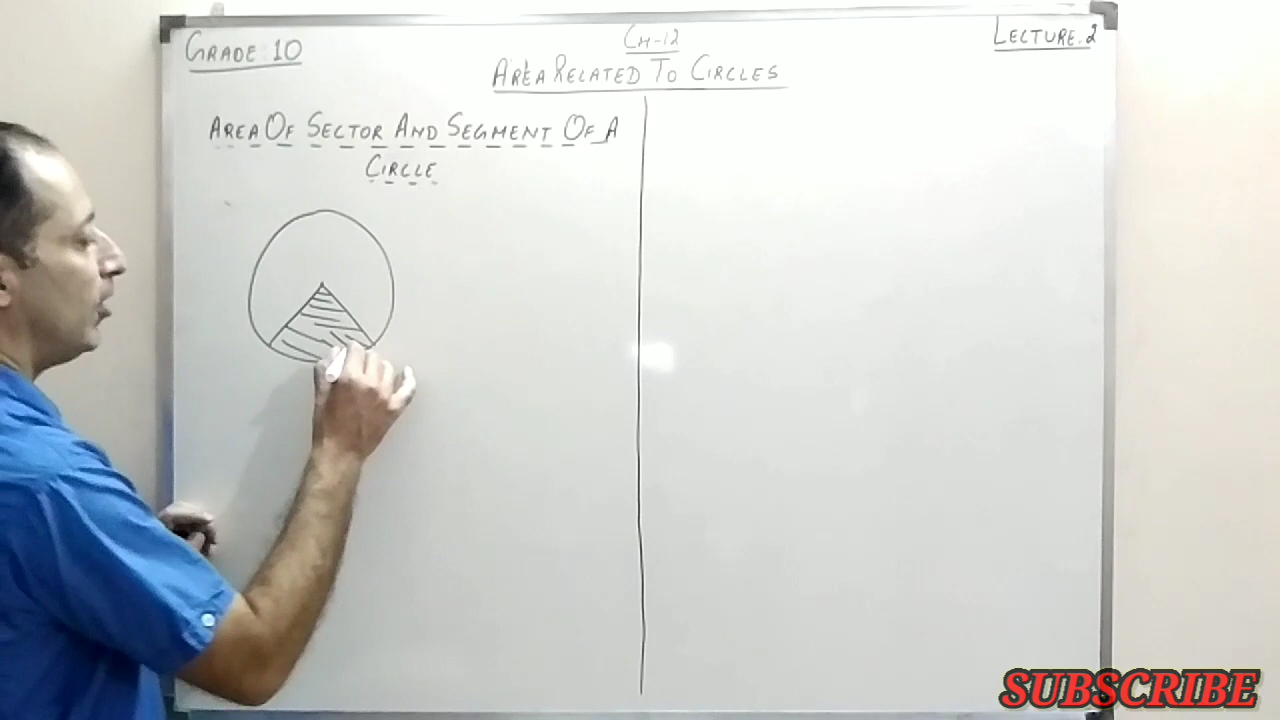 GRADE:10
CH-12
LECTURE.2
AREA RELATED TO CIRCLES
AREA OF SECTOR AND SEGMENT OF A
CIRCLE
SUBSCRIBE